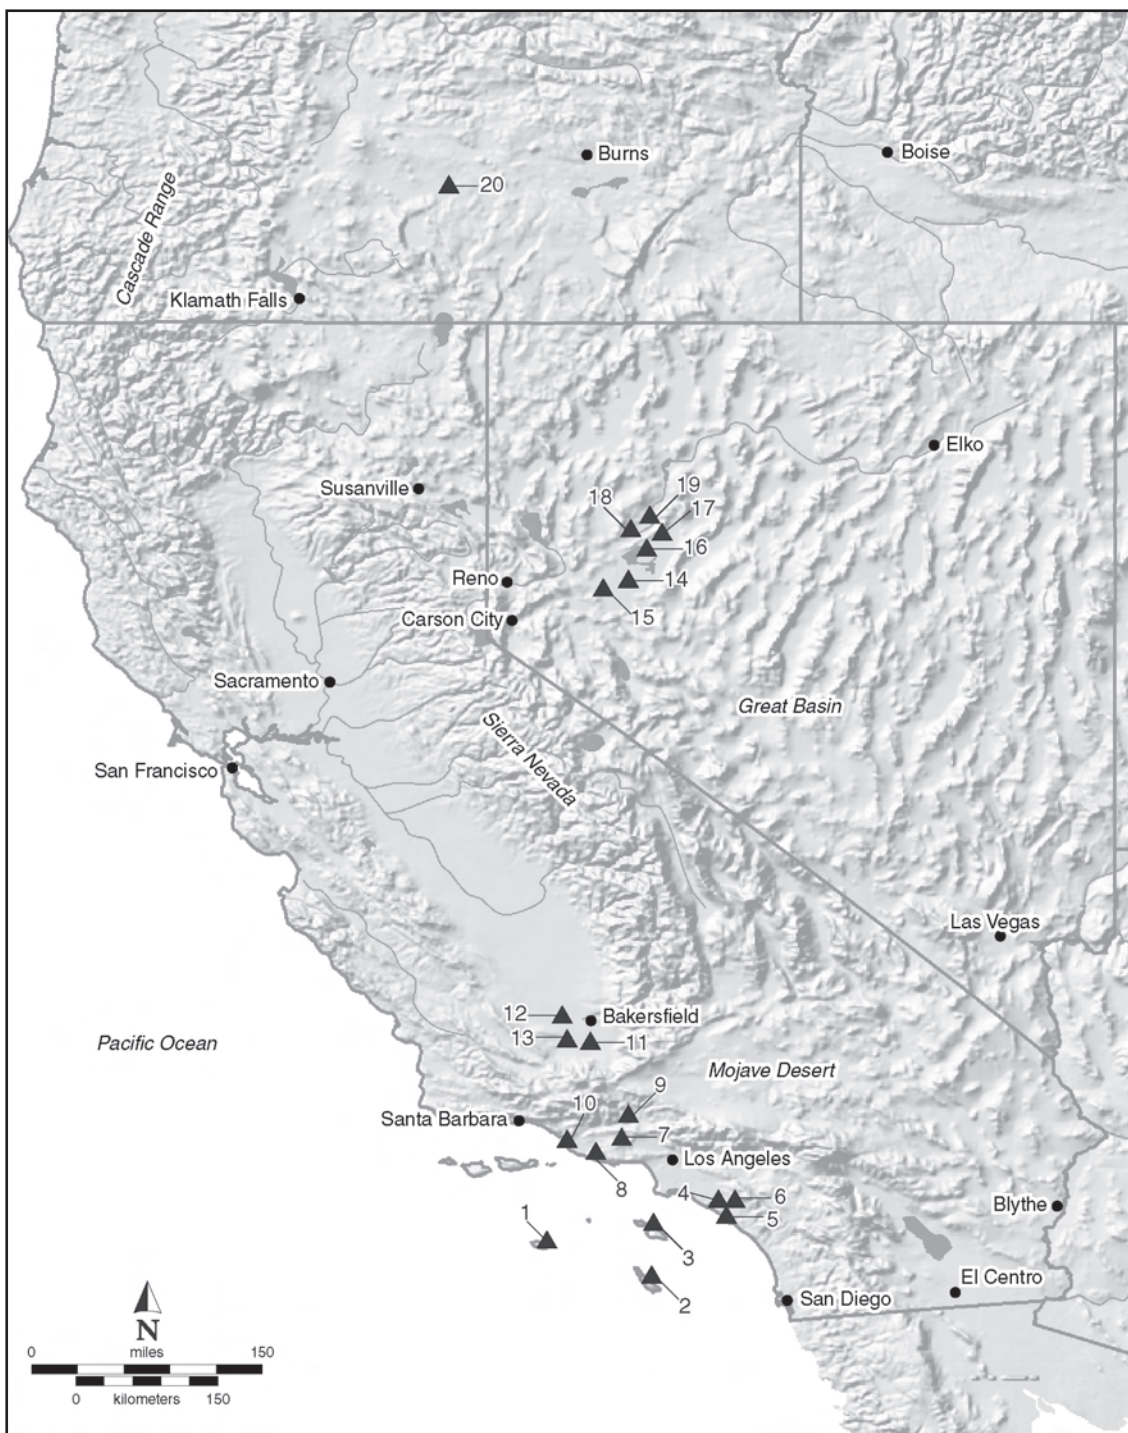 Burns
Boise
20
Cascade Range
Klamath Falls
Elko
Susanville
18
19
17
16
Reno
14
Carson City
15
Sacramento
Great Basin
Sierra Nevada
San Francisco
Las Vegas
12
Bakersfield
13
11
Pacific Ocean
Mojave Desert
9
10
Santa Barbara
7
Los Angeles
8
4
6
5
Blythe
1
3
El Centro
2
San Diego
N
0 miles 150
0 kilometers 150